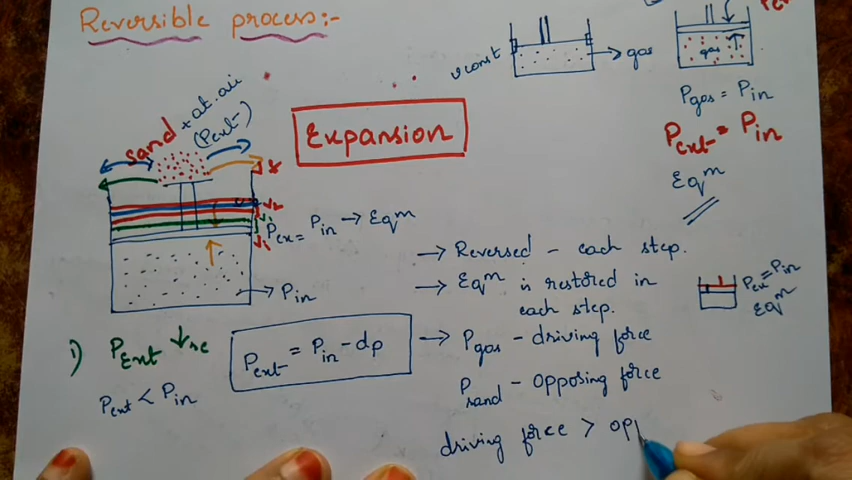 Reversible process:-
v const
gas
gas
Pgas = Pin
Pext = Pin
Eqm
sand + at. air
(Pext)
Expansion
Pex = Pin → Eqm
Pin
→ Reversed - each step.
→ Eqm is restored in
each step.
Pex = Pin
Eqm
1) PExt ↓se
Pext < Pin
Pext = Pin - dp
→ Pgas - driving force
Psand - opposing force
driving force > opp